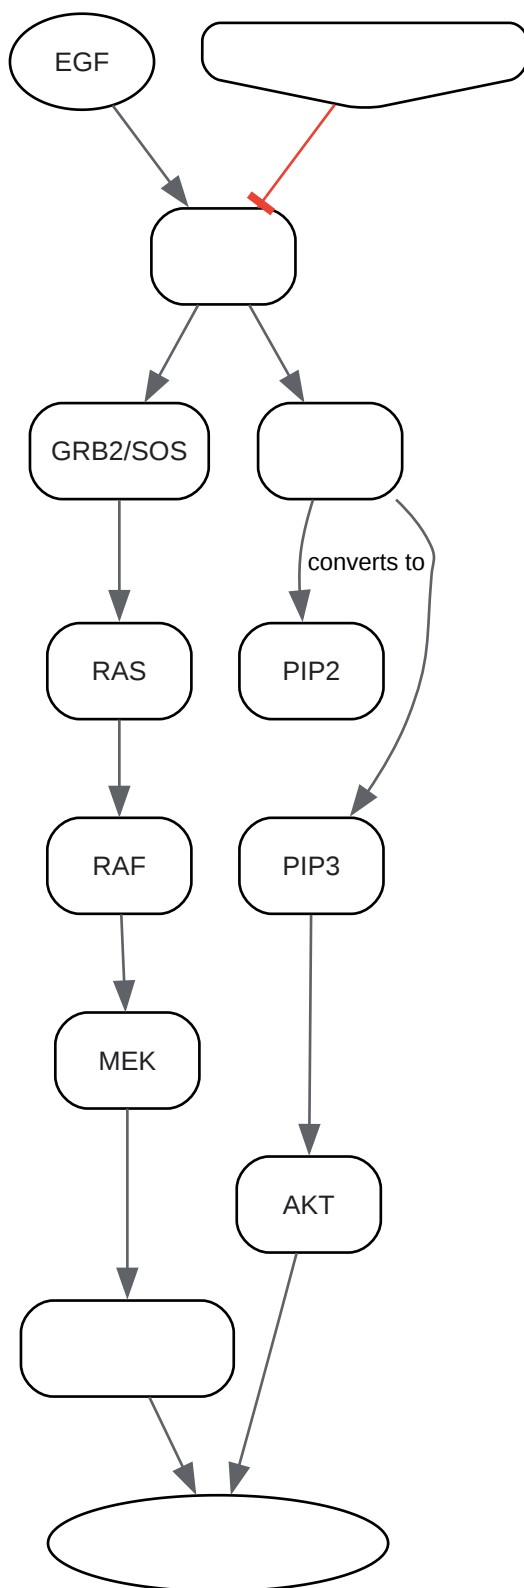 EGF
GRB2/SOS
converts to
RAS
PIP2
RAF
PIP3
MEK
AKT